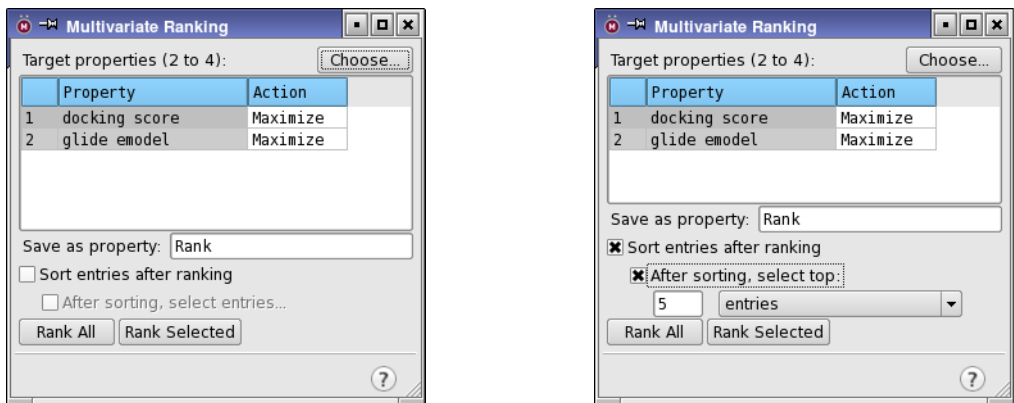 Multivariate Ranking
Target properties (2 to 4):
Choose...
Property Action
1 docking score Maximize
2 glide emodel Maximize
Save as property: Rank
Sort entries after ranking
After sorting, select entries...
Rank All Rank Selected
?
Multivariate Ranking
Target properties (2 to 4):
Choose...
Property Action
1 docking score Maximize
2 glide emodel Maximize
Save as property: Rank
Sort entries after ranking
After sorting, select top:
5 entries
Rank All Rank Selected
?